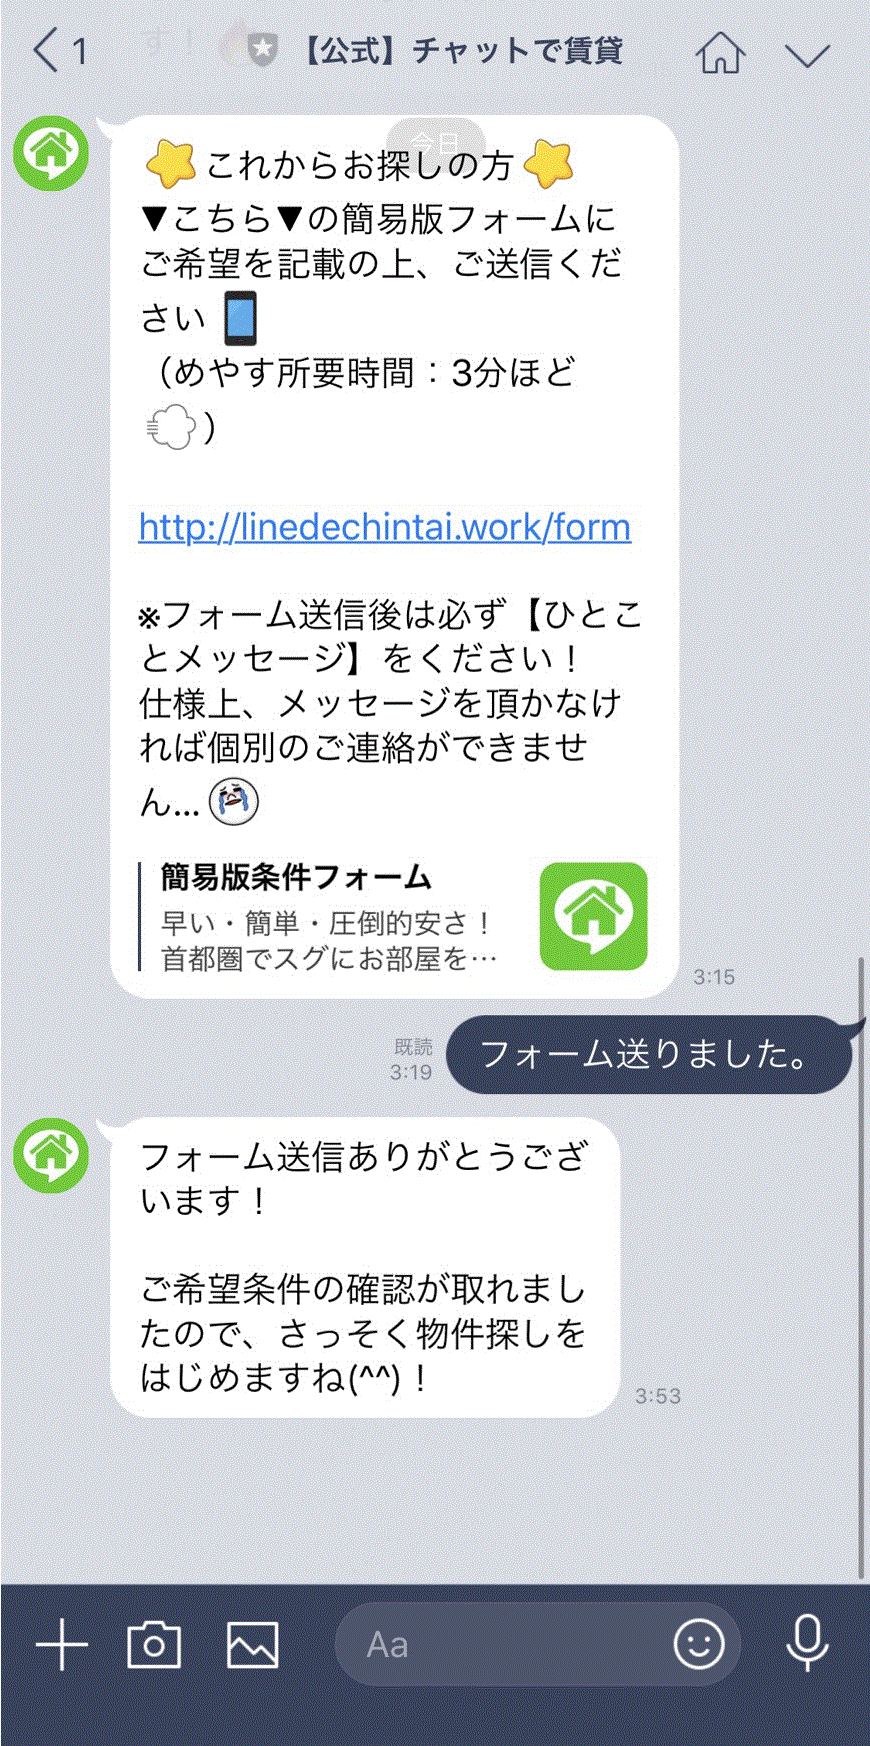 1
す！
【公式】チャットで賃貸
今日
これからお探しの方
▼こちら▼の簡易版フォームに
ご希望を記載の上、ご送信くだ
さい
（めやす所要時間：3分ほど
）
http://linedechintai.work/form
※フォーム送信後は必ず【ひとこ
とメッセージ】をください！
仕様上、メッセージを頂かなけ
れば個別のご連絡ができませ
ん...
簡易版条件フォーム
早い・簡単・圧倒的安さ！
首都圏でスグにお部屋を…
3:15
既読
3:19
フォーム送りました。
フォーム送信ありがとうござ
います！
ご希望条件の確認が取れまし
たので、さっそく物件探しを
はじめますね(^^)！
3:53
Aa